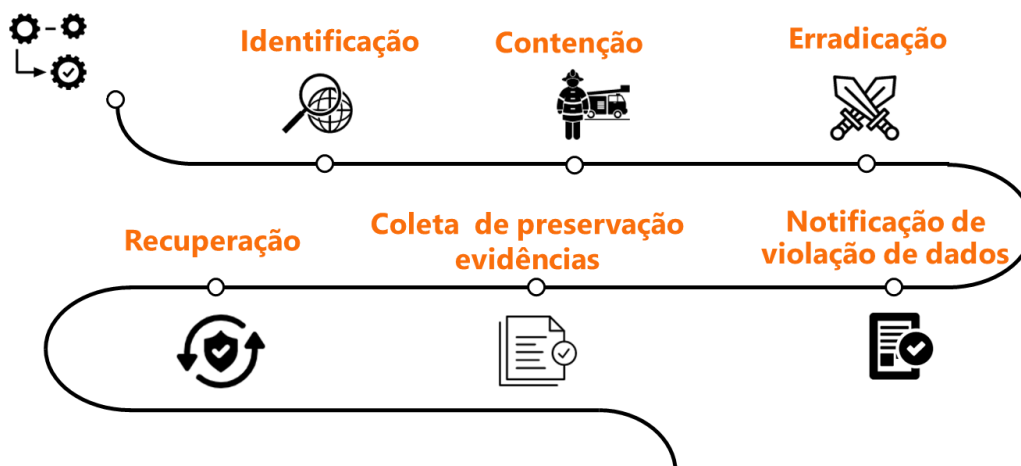 Identificação
Contenção
Erradicação
Recuperação
Coleta  de preservação
evidências
Notificação de
violação de dados